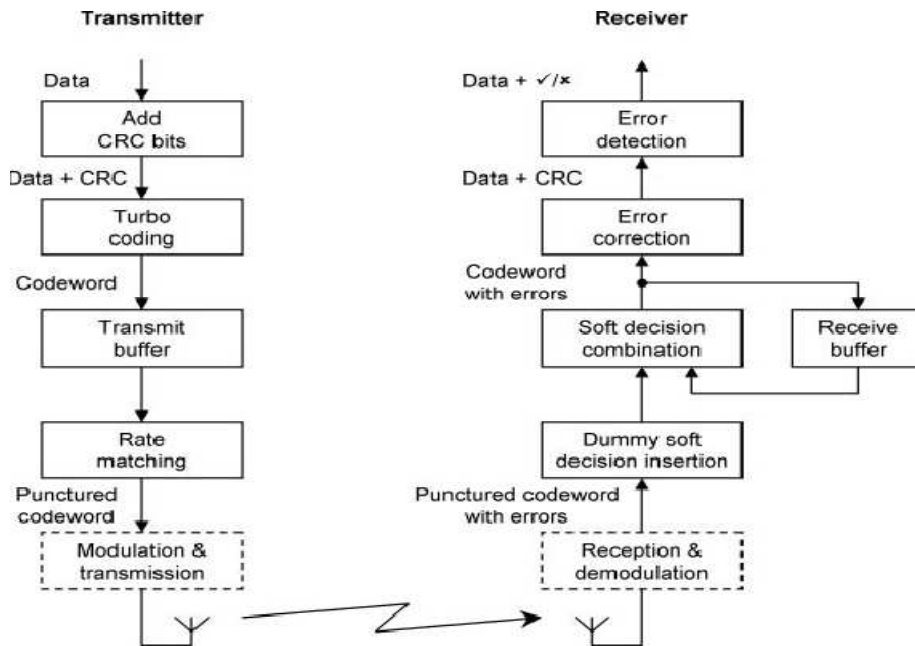 Transmitter
Data
Add
CRC bits
Data + CRC
Turbo
coding
Codeword
Transmit
buffer
Rate
matching
Punctured
codeword
Modulation &
transmission
Receiver
Data + ✓/×
Error
detection
Data + CRC
Error
correction
Codeword
with errors
Soft decision
combination
Receive
buffer
Dummy soft
decision insertion
Punctured codeword
with errors
Reception &
demodulation